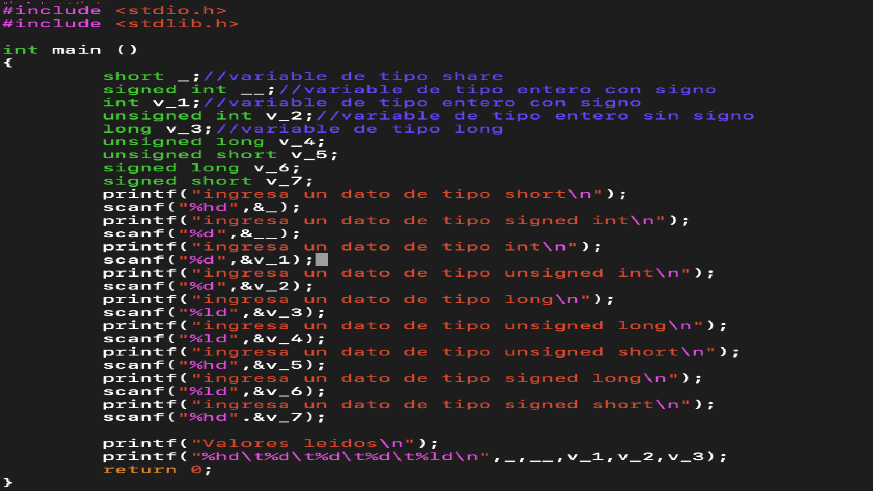 #include <stdio.h>
#include <stdlib.h>
int main ()
{
short _;//variable de tipo share
signed int __;//variable de tipo entero con signo
int v_1;//variable de tipo entero con signo
unsigned int v_2;//variable de tipo entero sin signo
long v_3;//variable de tipo long
unsigned long v_4;
unsigned short v_5;
signed long v_6;
signed short v_7;
printf("ingresa un dato de tipo short\n");
scanf("%hd",&_);
printf("ingresa un dato de tipo signed int\n");
scanf("%d",&__);
printf("ingresa un dato de tipo int\n");
scanf("%d",&v_1);
printf("ingresa un dato de tipo unsigned int\n");
scanf("%d",&v_2);
printf("ingresa un dato de tipo long\n");
scanf("%ld",&v_3);
printf("ingresa un dato de tipo unsigned long\n");
scanf("%ld",&v_4);
printf("ingresa un dato de tipo unsigned short\n");
scanf("%hd",&v_5);
printf("ingresa un dato de tipo signed long\n");
scanf("%ld",&v_6);
printf("ingresa un dato de tipo signed short\n");
scanf("%hd".&v_7);
printf("Valores leidos\n");
printf("%hd\t%d\t%d\t%d\t%ld\n",_,__,v_1,v_2,v_3);
return 0;
}